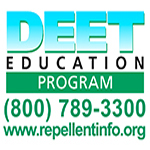 DEET
EDUCATION
PROGRAM
(800) 789-3300
www.repellentinfo.org